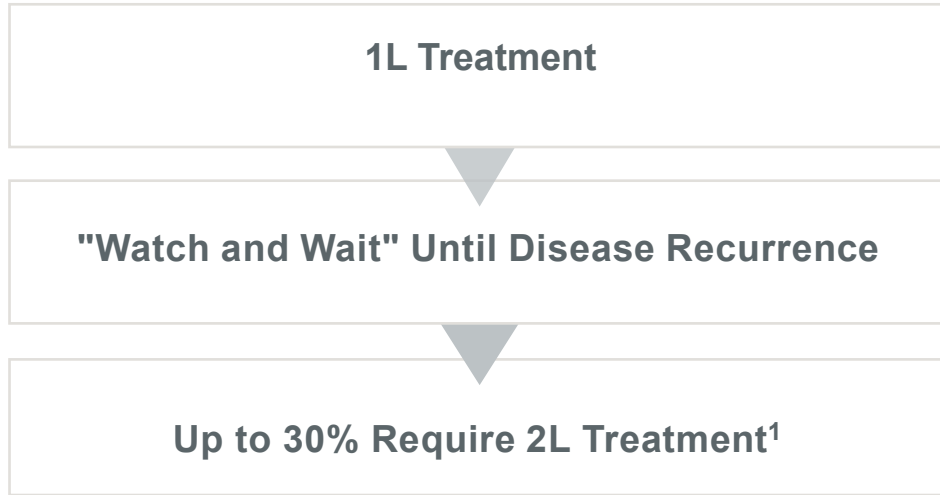 1L Treatment
"Watch and Wait" Until Disease Recurrence
Up to 30% Require 2L Treatment¹